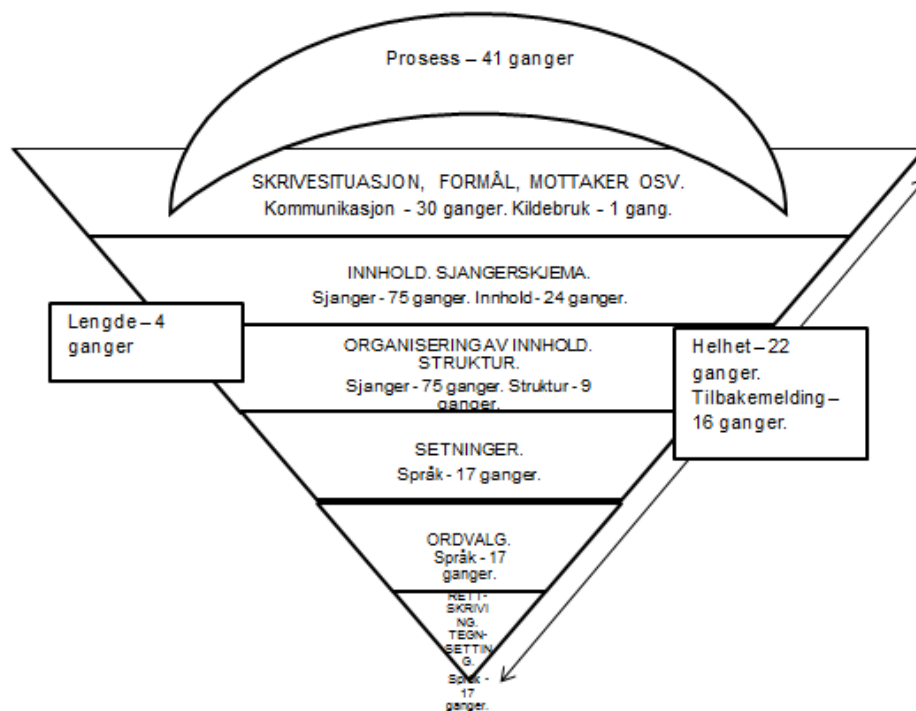 Prosess – 41 ganger
SKRIVESITUASJON, FORMÅL, MOTTAKER OSV.
Kommunikasjon - 30 ganger. Kildebruk - 1 gang.
INNHOLD. SJANGERSKJEMA.
Sjanger - 75 ganger. Innhold - 24 ganger.
Lengde – 4
ganger
ORGANISERING AV INNHOLD.
STRUKTUR.
Sjanger - 75 ganger. Struktur - 9
ganger.
Helhet – 22
ganger.
Tilbakemelding –
16 ganger.
SETNINGER.
Språk - 17 ganger.
ORDVALG.
Språk - 17
ganger.
RETT-
SKRIVI
NG.
TEGN-
SETTIN
G.
Språk -
17
ganger.